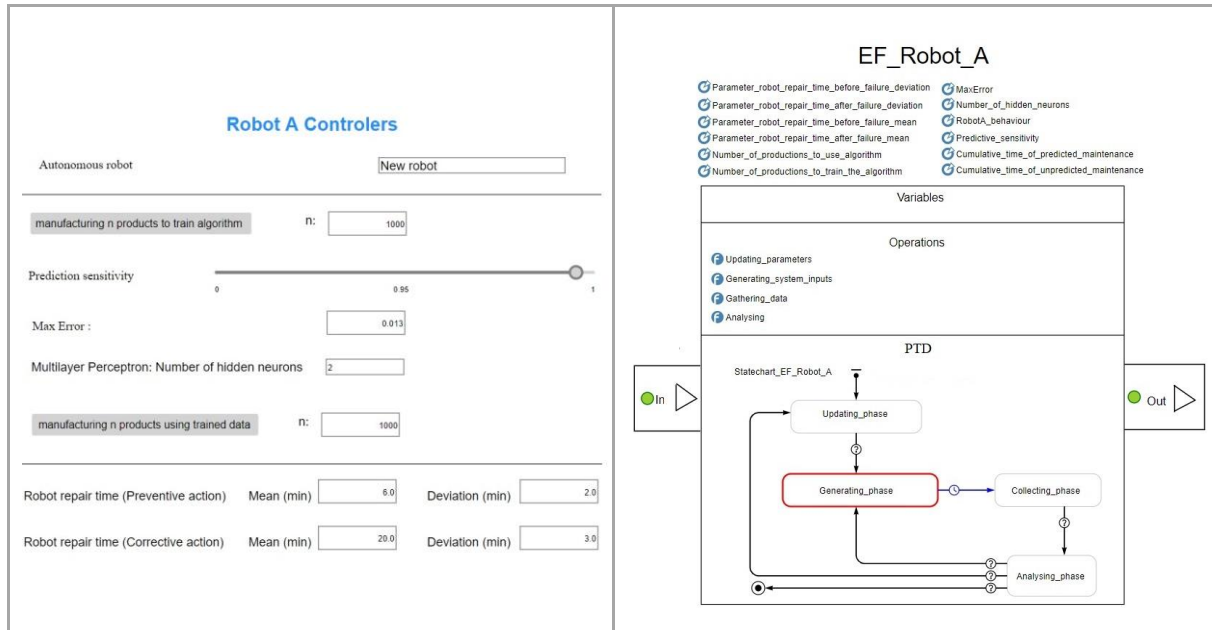 Robot A Controlers
Autonomous robot New robot
manufacturing n products to train algorithm n: 1000
Prediction sensitivity
0 0.95 1
Max Error : 0.013
Multilayer Perceptron: Number of hidden neurons 2
manufacturing n products using trained data n: 1000
Robot repair time (Preventive action) Mean (min) 6.0 Deviation (min) 2.0
Robot repair time (Corrective action) Mean (min) 20.0 Deviation (min) 3.0
EF_Robot_A
Parameter_robot_repair_time_before_failure_deviation MaxError
Parameter_robot_repair_time_after_failure_deviation Number_of_hidden_neurons
Parameter_robot_repair_time_before_failure_mean RobotA_behaviour
Parameter_robot_repair_time_after_failure_mean Predictive_sensitivity
Number_of_productions_to_use_algorithm Cumulative_time_of_predicted_maintenance
Number_of_productions_to_train_the_algorithm Cumulative_time_of_unpredicted_maintenance
Variables
Operations
F Updating_parameters
F Generating_system_inputs
F Gathering_data
F Analysing
PTD
Statechart_EF_Robot_A
In
Out
Updating_phase
?
Generating_phase
Collecting_phase
?
?
Analysing_phase
?
?